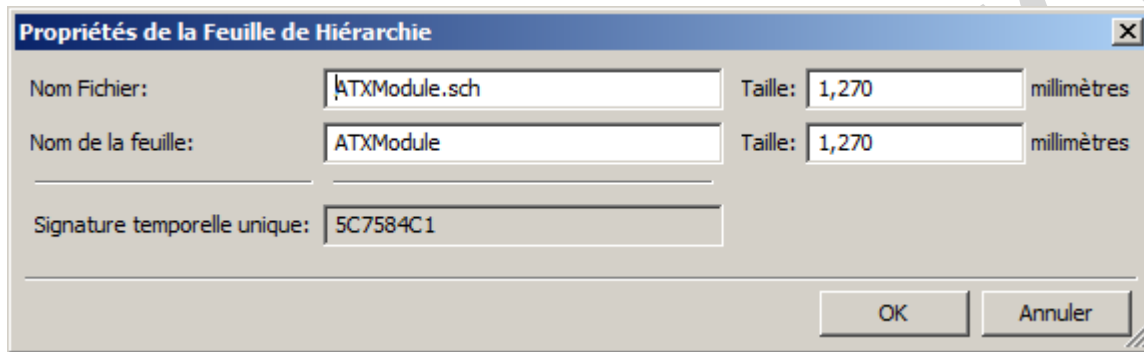 Propriétés de la Feuille de Hiérarchie
Nom Fichier: ATXModule.sch Taille: 1,270 millimètres
Nom de la feuille: ATXModule Taille: 1,270 millimètres
Signature temporelle unique: 5C7584C1
OK Annuler